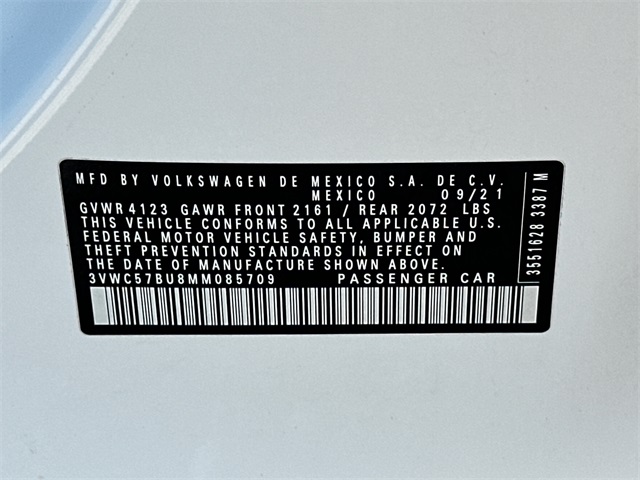 MFD BY VOLKSWAGEN DE MEXICO S.A. DE C.V.
MEXICO 09/21
GVWR 4123 GAWR FRONT 2161 / REAR 2072 LBS
THIS VEHICLE CONFORMS TO ALL APPLICABLE U.S.
FEDERAL MOTOR VEHICLE SAFETY, BUMPER AND
THEFT PREVENTION STANDARDS IN EFFECT ON
THE DATE OF MANUFACTURE SHOWN ABOVE.
3VWC57BU8MM085709 PASSENGER CAR
3551628 3387 M